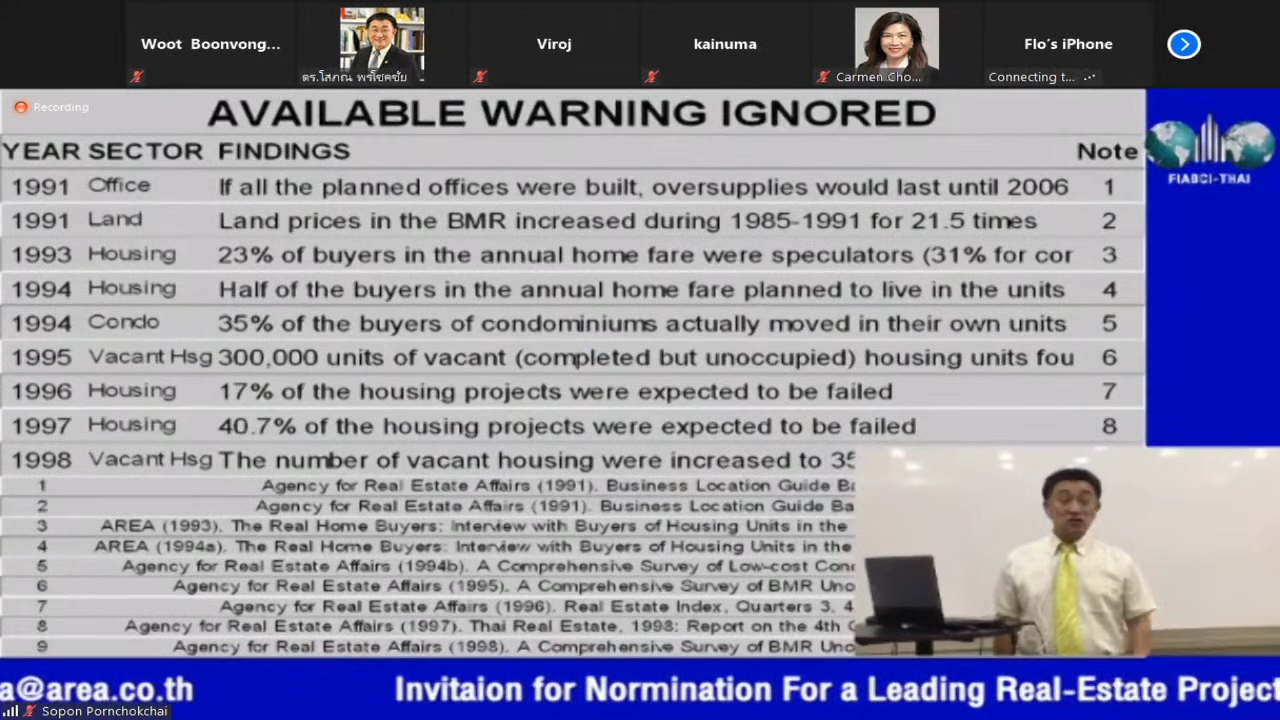 Woot Boonvong...
ดร.โสภณ พรโชคชัย
Viroj
kainuma
Carmen Cho...
Flo's iPhone
Connecting t...
Recording
AVAILABLE WARNING IGNORED
YEAR SECTOR FINDINGS Note
1991 Office If all the planned offices were built, oversupplies would last until 2006 1
1991 Land Land prices in the BMR increased during 1985-1991 for 21.5 times 2
1993 Housing 23% of buyers in the annual home fare were speculators (31% for cor 3
1994 Housing Half of the buyers in the annual home fare planned to live in the units 4
1994 Condo 35% of the buyers of condominiums actually moved in their own units 5
1995 Vacant Hsg 300,000 units of vacant (completed but unoccupied) housing units fou 6
1996 Housing 17% of the housing projects were expected to be failed 7
1997 Housing 40.7% of the housing projects were expected to be failed 8
1998 Vacant Hsg The number of vacant housing were increased to 35
1 Agency for Real Estate Affairs (1991). Business Location Guide Ba
2 Agency for Real Estate Affairs (1991). Business Location Guide Ba
3 AREA (1993). The Real Home Buyers: Interview with Buyers of Housing Units in the
4 AREA (1994a). The Real Home Buyers: Interview with Buyers of Housing Units in the
5 Agency for Real Estate Affairs (1994b). A Comprehensive Survey of Low-cost Con
6 Agency for Real Estate Affairs (1995). A Comprehensive Survey of BMR Uno
7 Agency for Real Estate Affairs (1996). Real Estate Index, Quarters 3, 4
8 Agency for Real Estate Affairs (1997). Thai Real Estate, 1998: Report on the 4th
9 Agency for Real Estate Affairs (1998). A Comprehensive Survey of BMR Uno
FIABCI-THAI
a@area.co.th Invitaion for Normination For a Leading Real-Estate Project
Sopon Pornchokchai